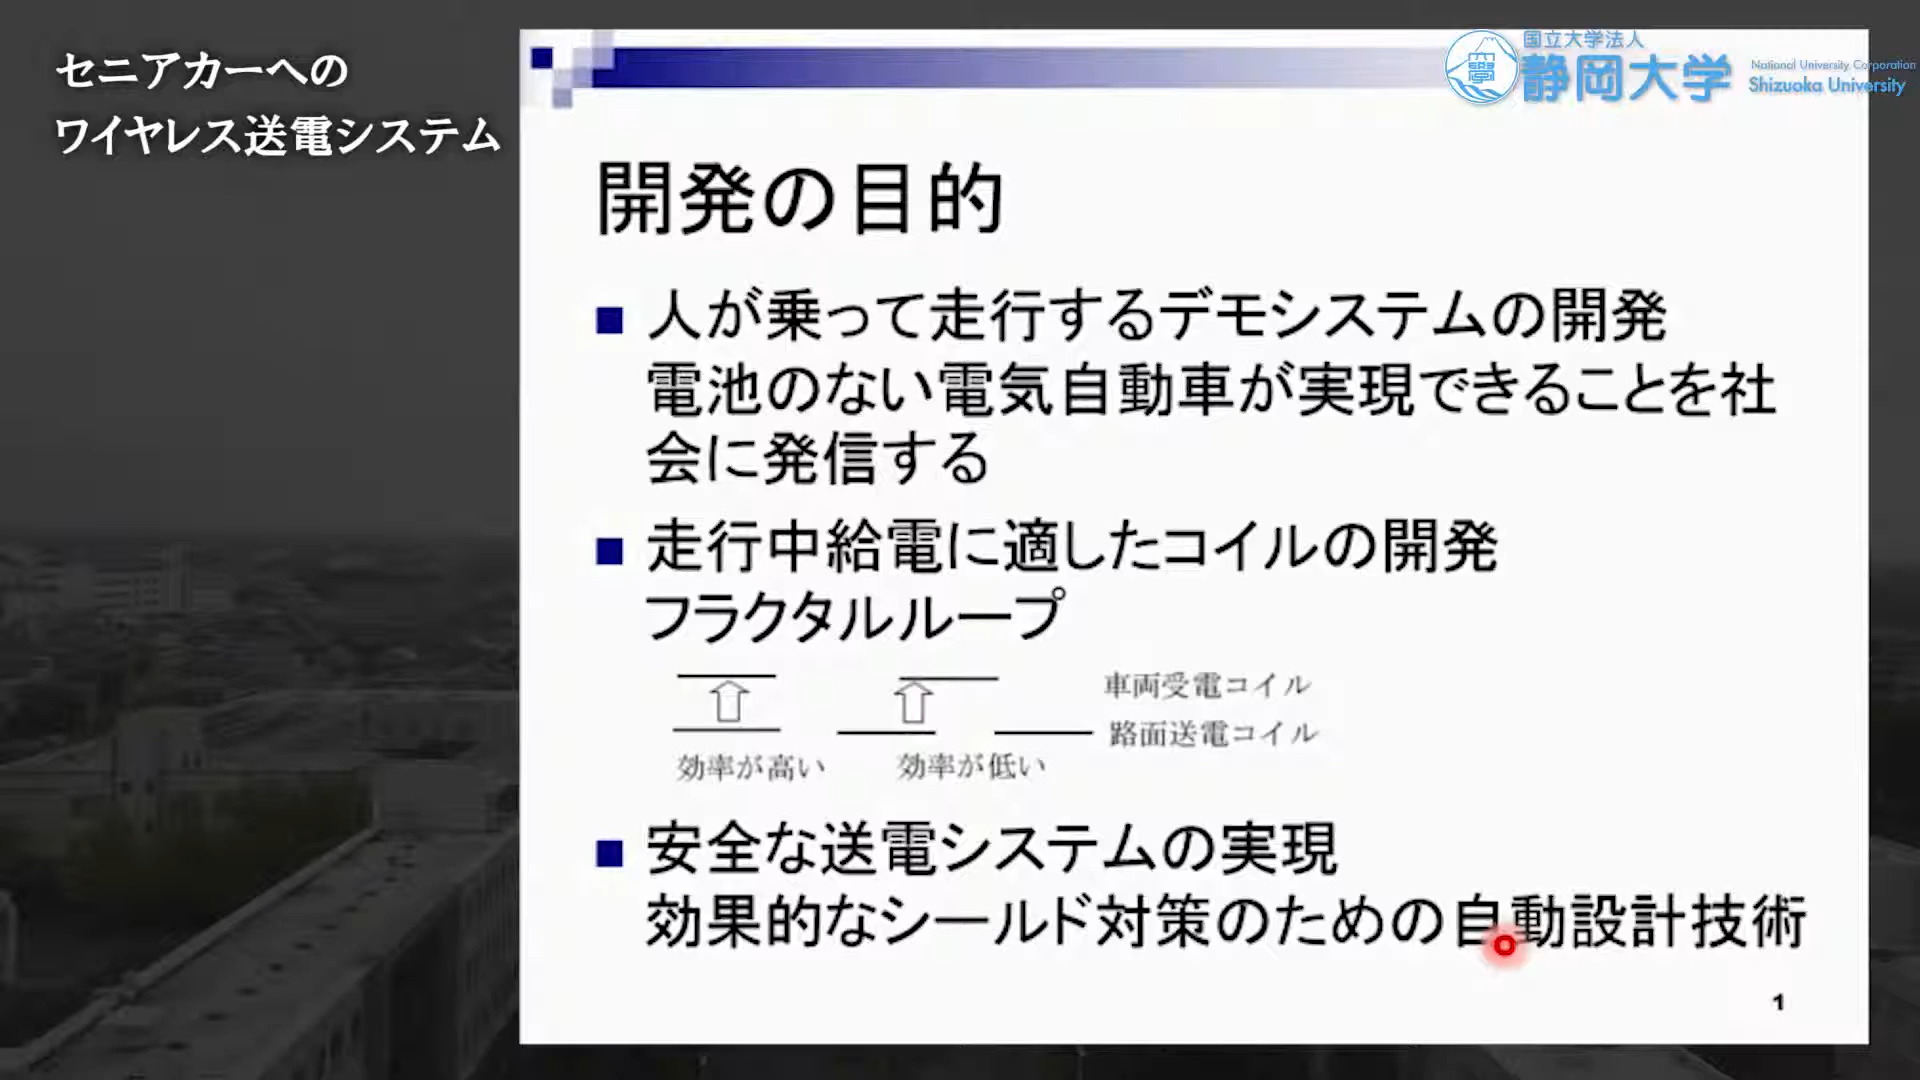 セニアカーへの
ワイヤレス送電システム
国立大学法人
静岡大学
National University Corporation
Shizuoka University
開発の目的
人が乗って走行するデモシステムの開発
電池のない電気自動車が実現できることを社
会に発信する
走行中給電に適したコイルの開発
フラクタルループ
車両受電コイル
路面送電コイル
効率が高い
効率が低い
安全な送電システムの実現
効果的なシールド対策のための自動設計技術
1